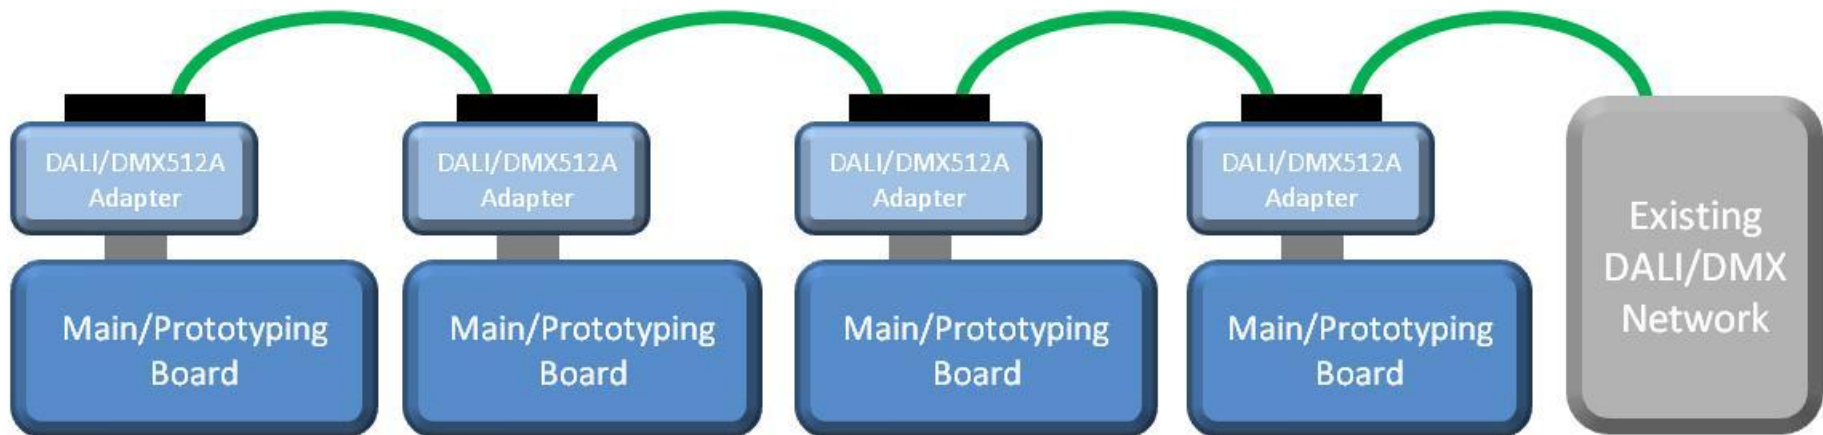 DALI/DMX512A
Adapter
DALI/DMX512A
Adapter
DALI/DMX512A
Adapter
DALI/DMX512A
Adapter
Main/Prototyping
Board
Main/Prototyping
Board
Main/Prototyping
Board
Main/Prototyping
Board
Existing
DALI/DMX
Network